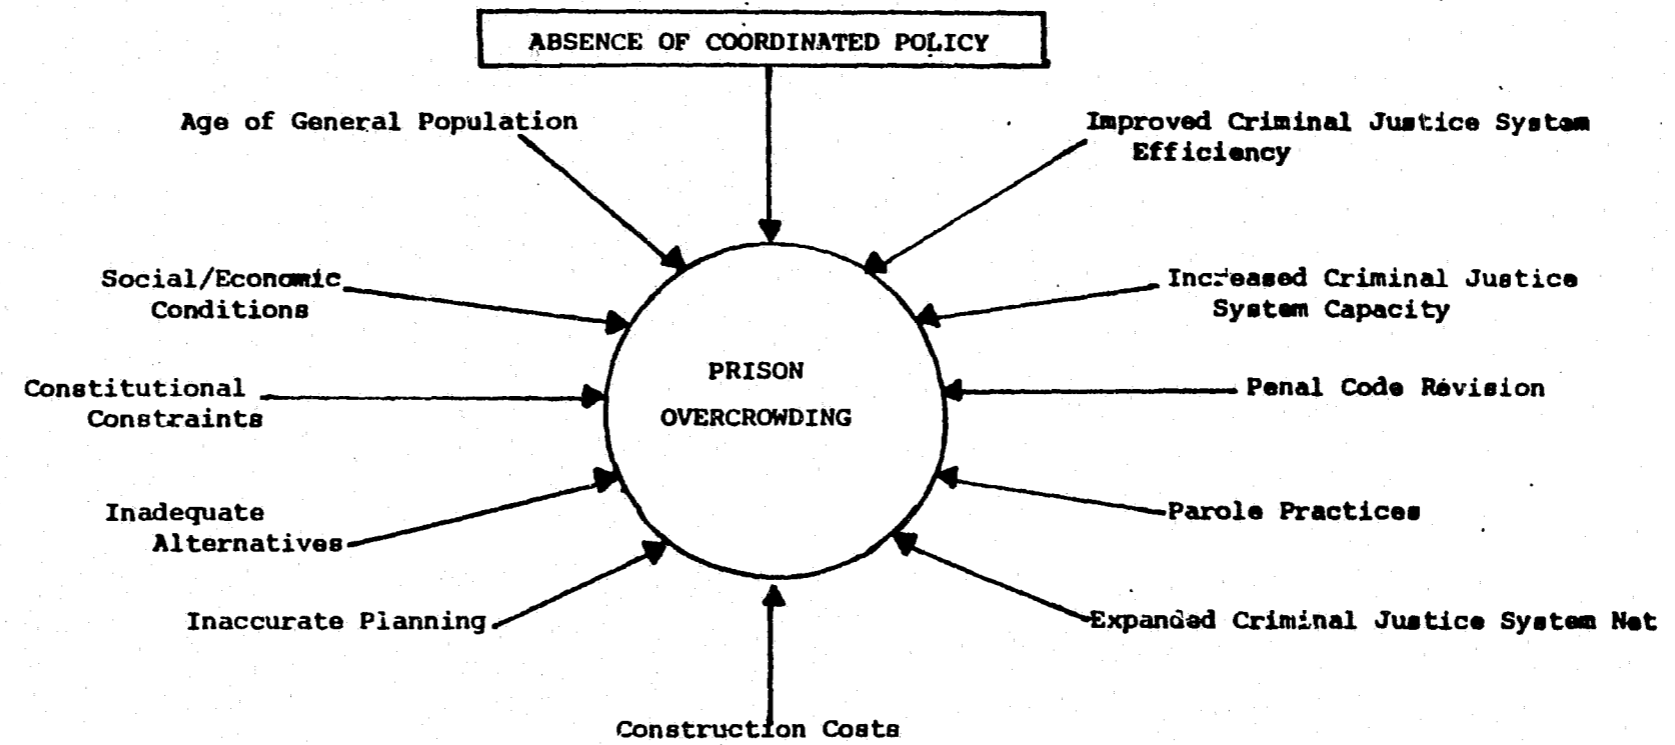 ABSENCE OF COORDINATED POLICY
Age of General Population
Improved Criminal Justice System
Efficiency
Social/Economic
Conditions
Increased Criminal Justice
System Capacity
Constitutional
Constraints
PRISON
OVERCROWDING
Penal Code Revision
Inadequate
Alternatives
Parole Practices
Inaccurate Planning
Expanded Criminal Justice System Net
Construction Costs